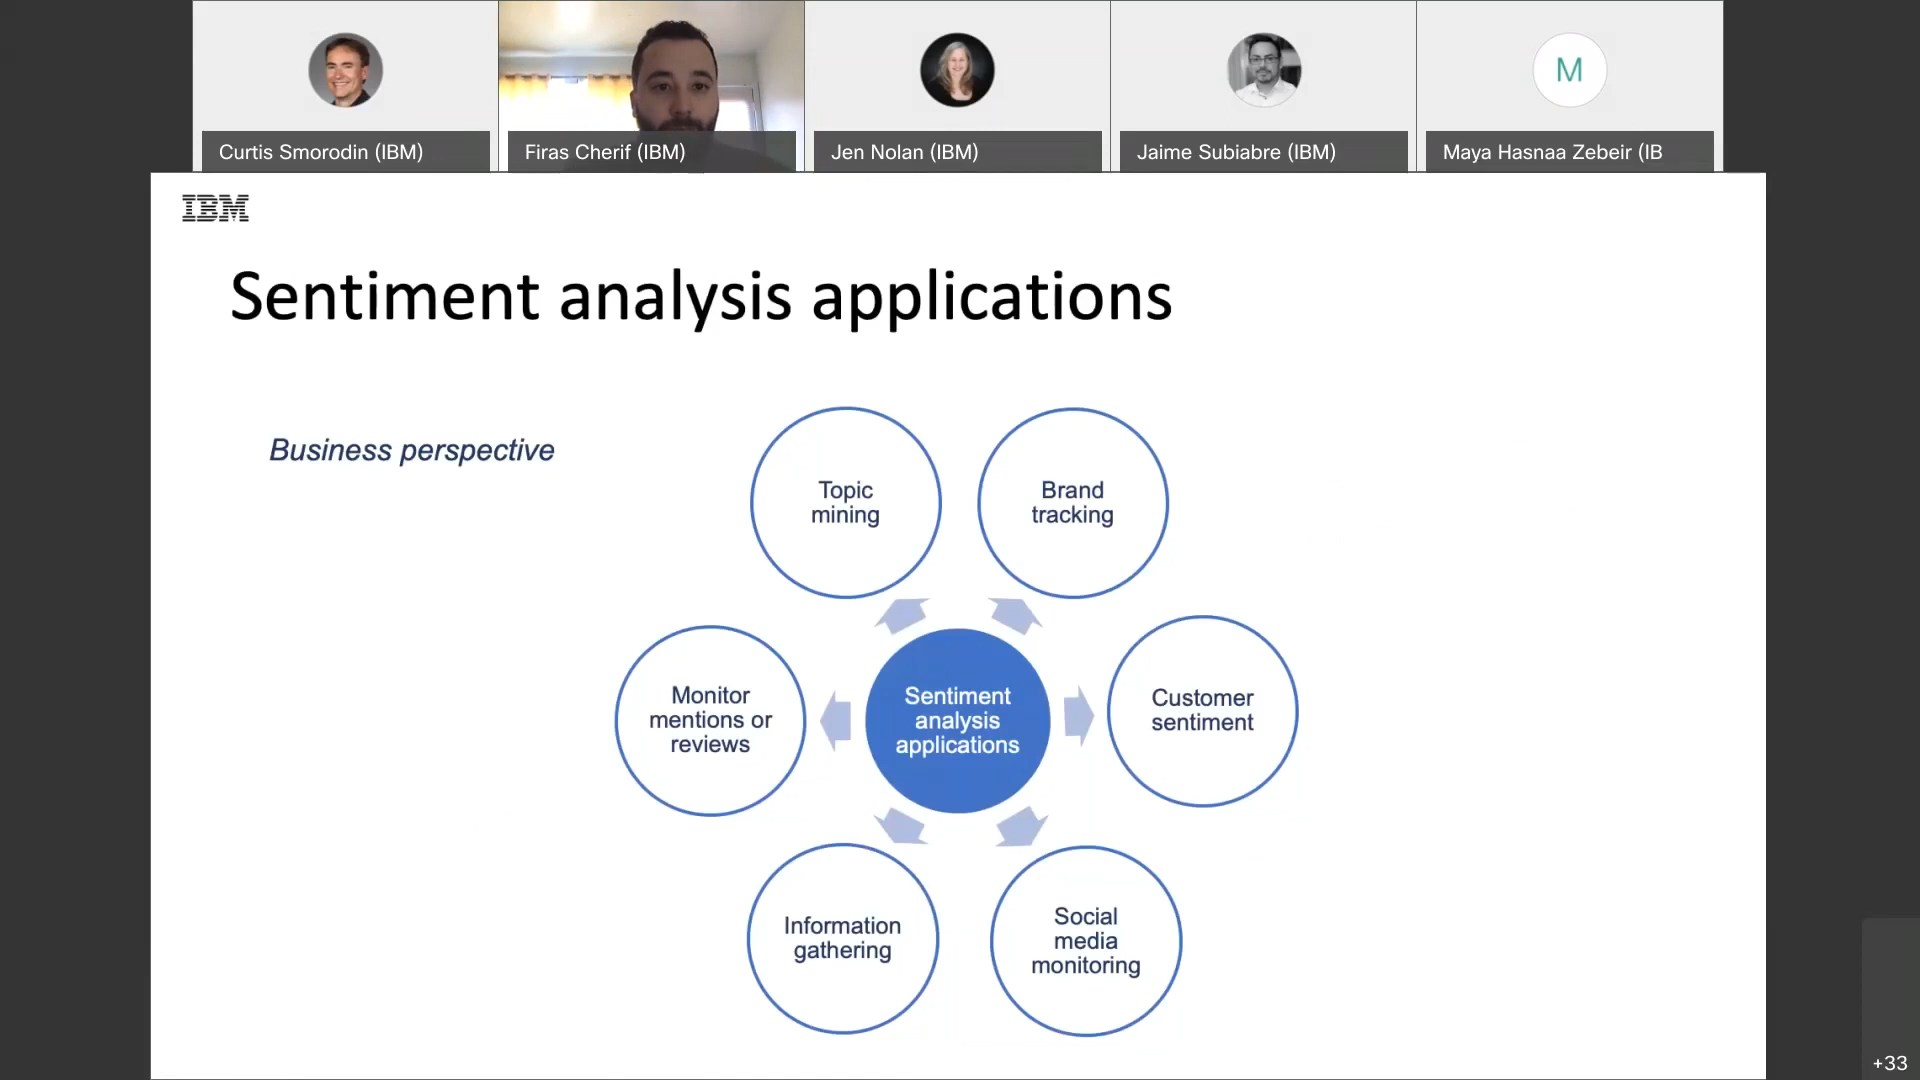 Curtis Smorodin (IBM)
Firas Cherif (IBM)
Jen Nolan (IBM)
Jaime Subiabre (IBM)
M
Maya Hasnaa Zebeir (IB
IBM
Sentiment analysis applications
Business perspective
Topic
mining
Brand
tracking
Monitor
mentions or
reviews
Sentiment
analysis
applications
Customer
sentiment
Information
gathering
Social
media
monitoring
+33